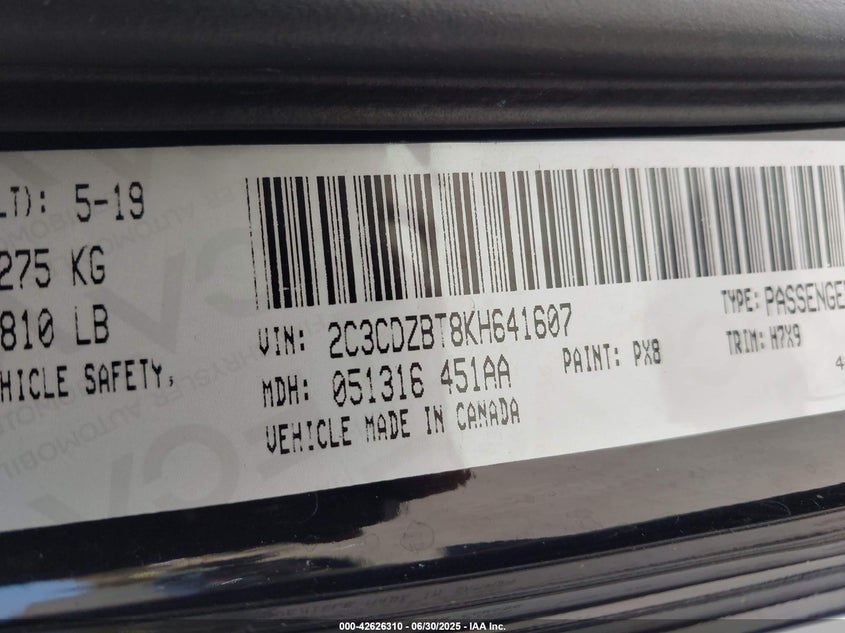 LT): 5-19
275 KG
810 LB
HICLE SAFETY,
VIN: 2C3CDZBT8KH641607
TYPE: PASSENGE
MDH: 051316 451AA
PAINT: PX8
TRIM: H7X9
VEHICLE MADE IN CANADA
4
000-42626310 - 06/30/2025 - IAA Inc.